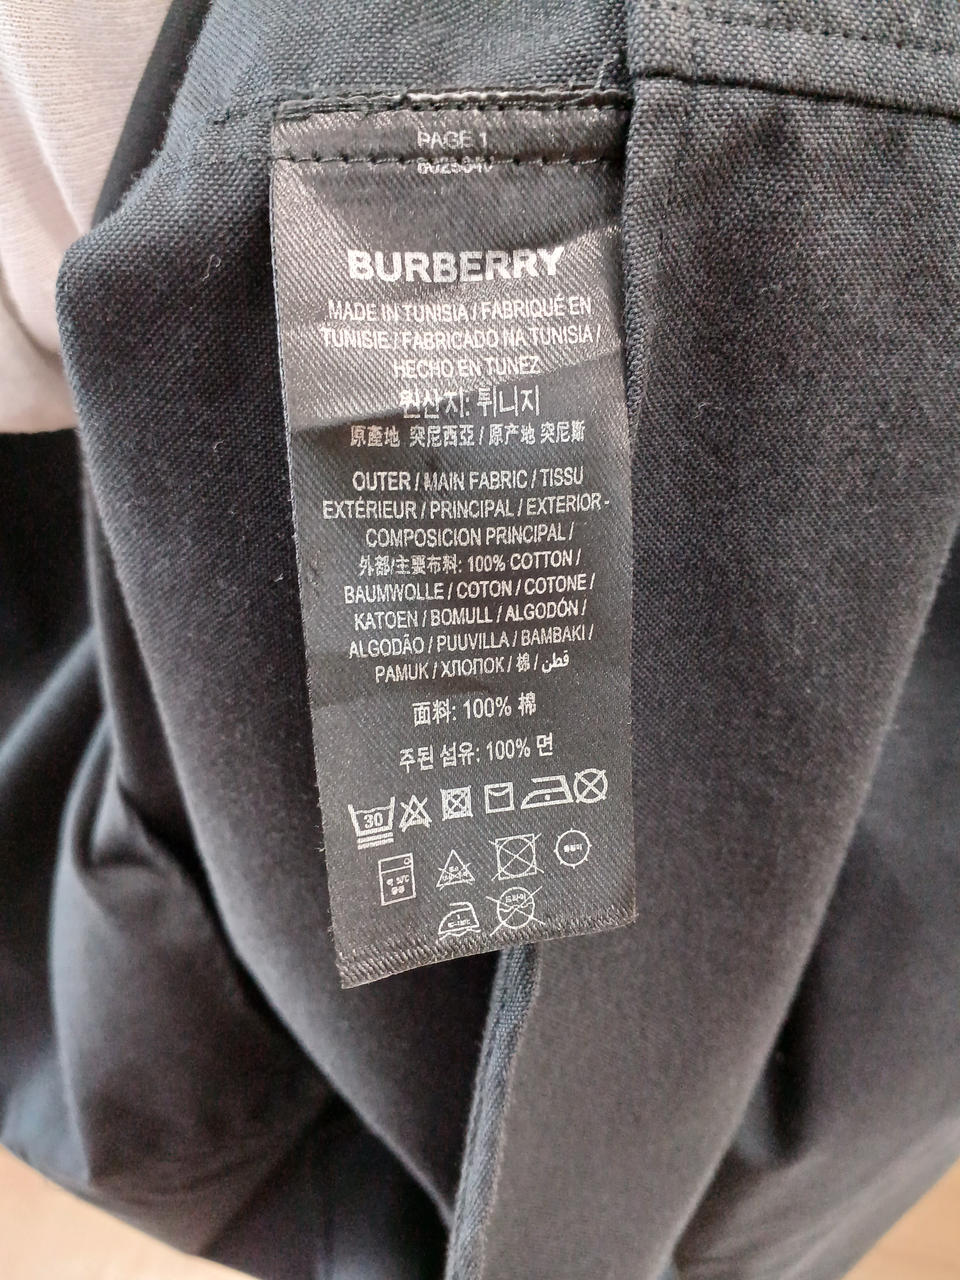 PAGE 1
BURBERRY
MADE IN TUNISIA / FABRIQUÉ EN
TUNISIE / FABRICADO NA TUNISIA /
HECHO EN TUNEZ
원산지: 튀니지
原產地 突尼西亞 / 原产地 突尼斯
OUTER / MAIN FABRIC / TISSU
EXTÉRIEUR / PRINCIPAL / EXTERIOR -
COMPOSICION PRINCIPAL /
外部/主要布料: 100% COTTON /
BAUMWOLLE / COTON / COTONE /
KATOEN / BOMULL / ALGODÓN /
ALGODÃO / PUUVILLA / BAMBAKI /
PAMUK / ХЛОПОК / 棉 / قطن
面料: 100% 棉
주된 섬유: 100% 면
30